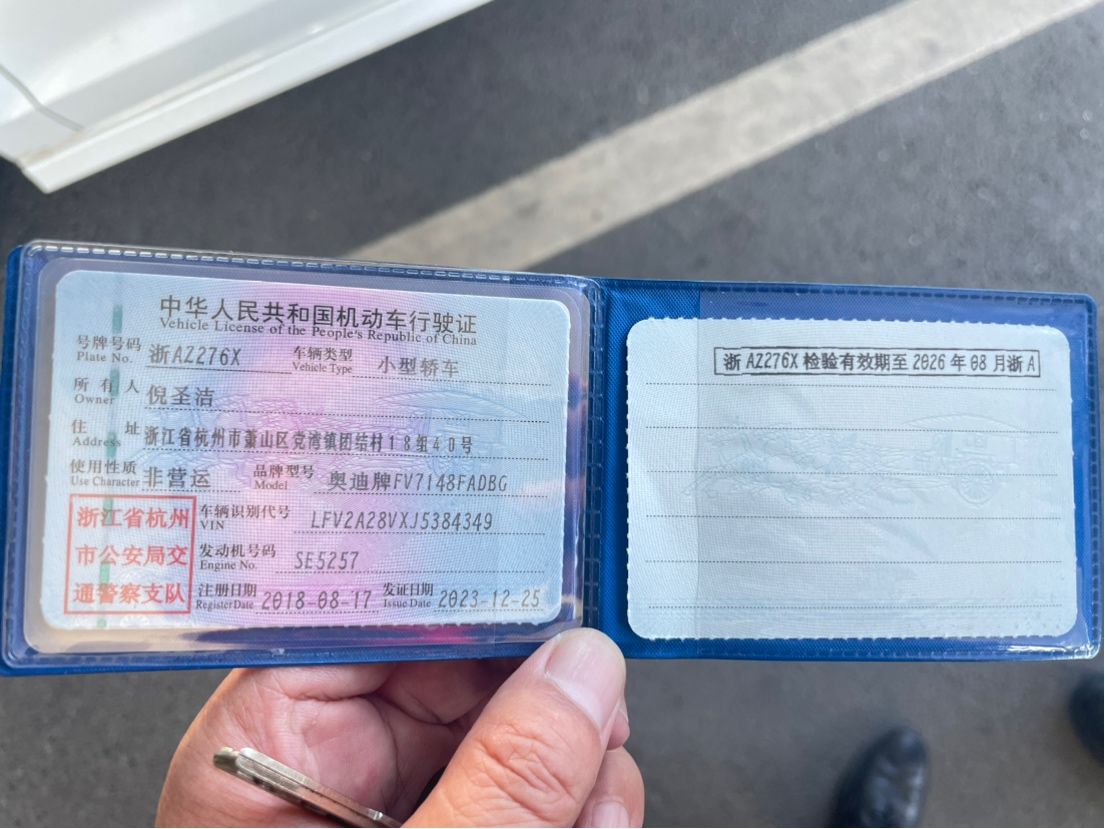 中华人民共和国机动车行驶证
Vehicle License of the People's Republic of China
号牌号码 浙AZ276X 车辆类型 小型轿车
Plate No. Vehicle Type
所有人 倪圣洁
Owner
住址 浙江省杭州市萧山区党湾镇团结村18组40号
Address
使用性质 非营运 品牌型号 奥迪牌FV7148FADBG
Use Character Model
浙江省杭州
市公安局交
通警察支队
车辆识别代号 LFV2A28VXJ5384349
VIN
发动机号码 SE5257
Engine No.
注册日期 2018-08-17 发证日期 2023-12-25
Register Date Issue Date
浙AZ276X检验有效期至2026年08月浙A